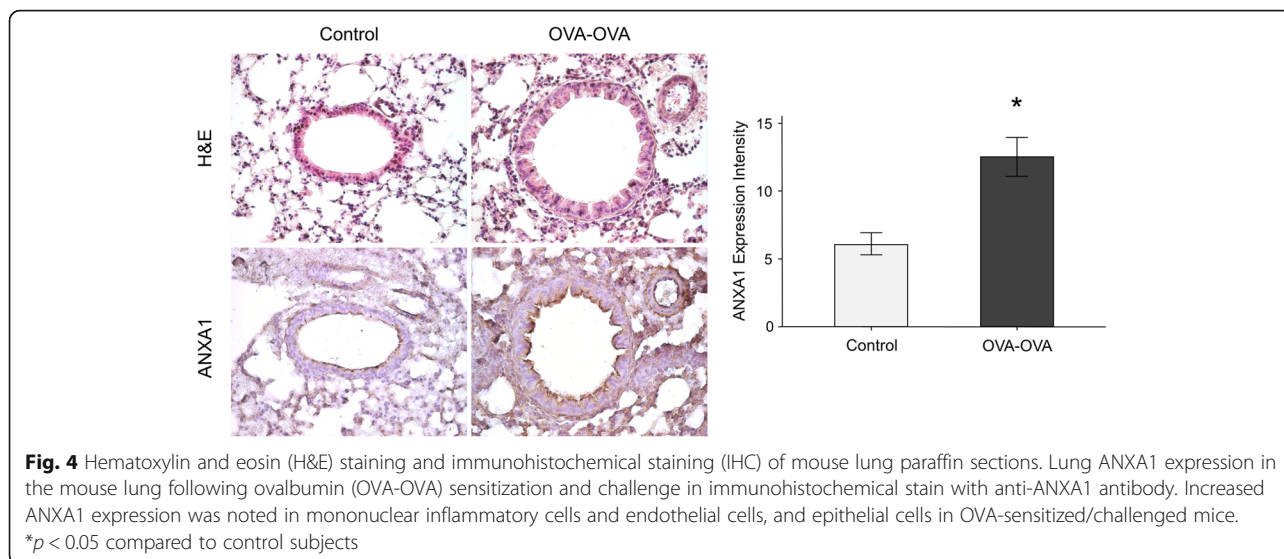 Control
OVA-OVA
H&E
ANXA1
*
ANXA1 Expression Intensity
15
10
5
0
Control
OVA-OVA
Fig. 4 Hematoxylin and eosin (H&E) staining and immunohistochemical staining (IHC) of mouse lung paraffin sections. Lung ANXA1 expression in
the mouse lung following ovalbumin (OVA-OVA) sensitization and challenge in immunohistochemical stain with anti-ANXA1 antibody. Increased
ANXA1 expression was noted in mononuclear inflammatory cells and endothelial cells, and epithelial cells in OVA-sensitized/challenged mice.
*p < 0.05 compared to control subjects